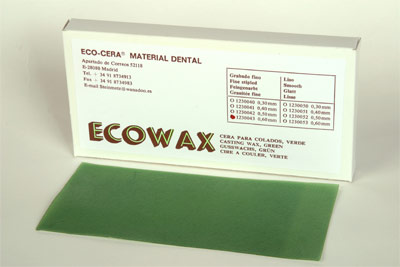 ECO-CERA® MATERIAL DENTAL
Apartado de Correos 52118
E-28080 Madrid
Tel. + 34 91 8734913
Fax + 34 91 8734983
Grabado fino
Fine stipled
Feingenarbt
Granitée fine
O 1230040 0,30mm
O 1230041 0,40mm
O 1230042 0,50mm
1230043 0,60mm
Liso
Smooth
Glatt
Lisse
O 1230050 0,30mm
O 1230051 0,40mm
O 1230052 0,50mm
O 1230053 0,60mm
ECOWAX
CERA PARA COLADOS, VERDE
CASTING WAX, GREEN
GUSSWACHS, GRÜN
CIRE A COULER, VERTE